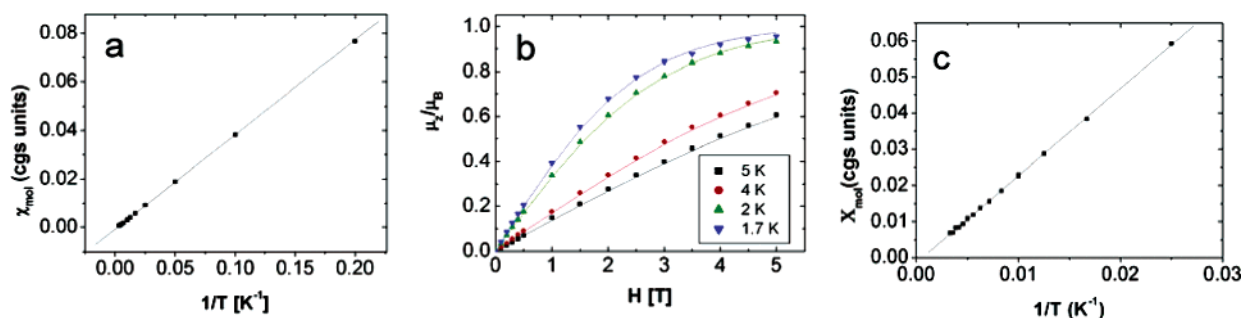 a
χmol (cgs units)
0.08
0.04
0.02
0.00
0.00 0.05 0.10 0.15 0.20
1/T [K⁻¹]
b
μz/μB
1.0
0.8
0.6
0.4
0.2
0.0
5 K
4 K
2 K
1.7 K
0 1 2 3 4 5
H [T]
c
Xmol(cgs units)
0.06
0.05
0.04
0.03
0.02
0.01
0.00
0.00 0.01 0.02 0.03
1/T (K⁻¹)